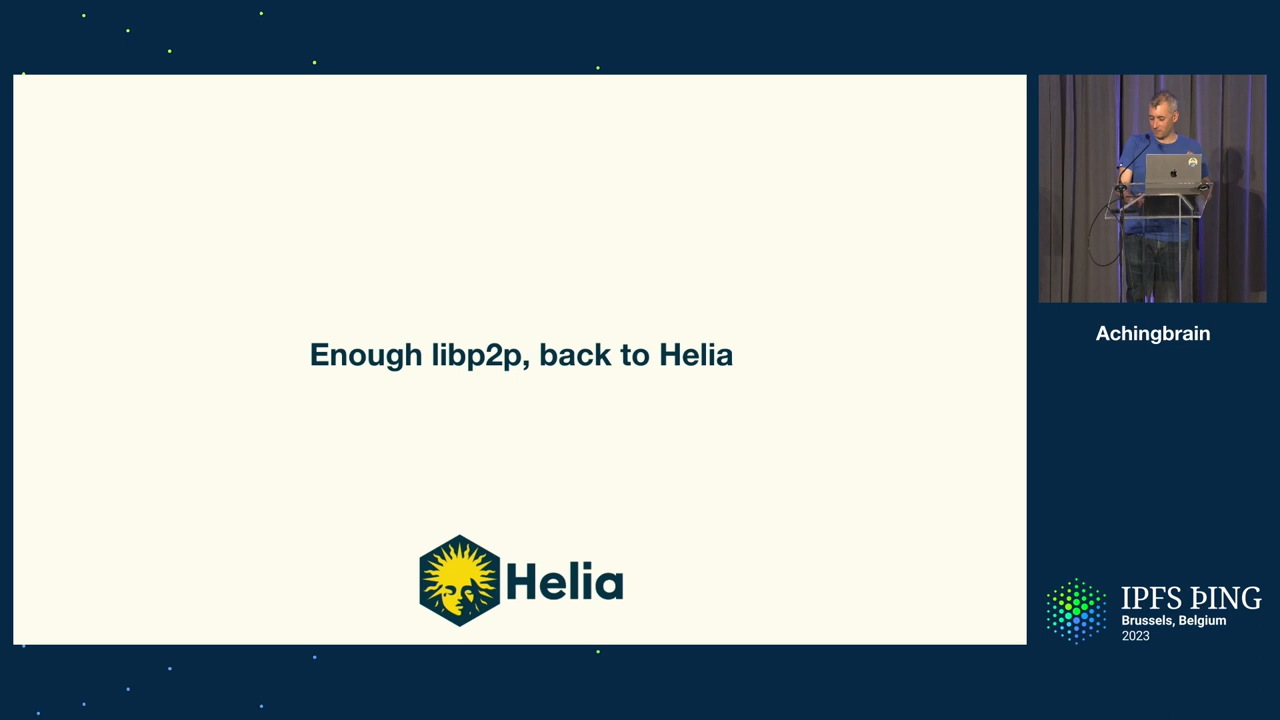 Enough libp2p, back to Helia
Helia
Achingbrain
IPFS ÞING
Brussels, Belgium
2023